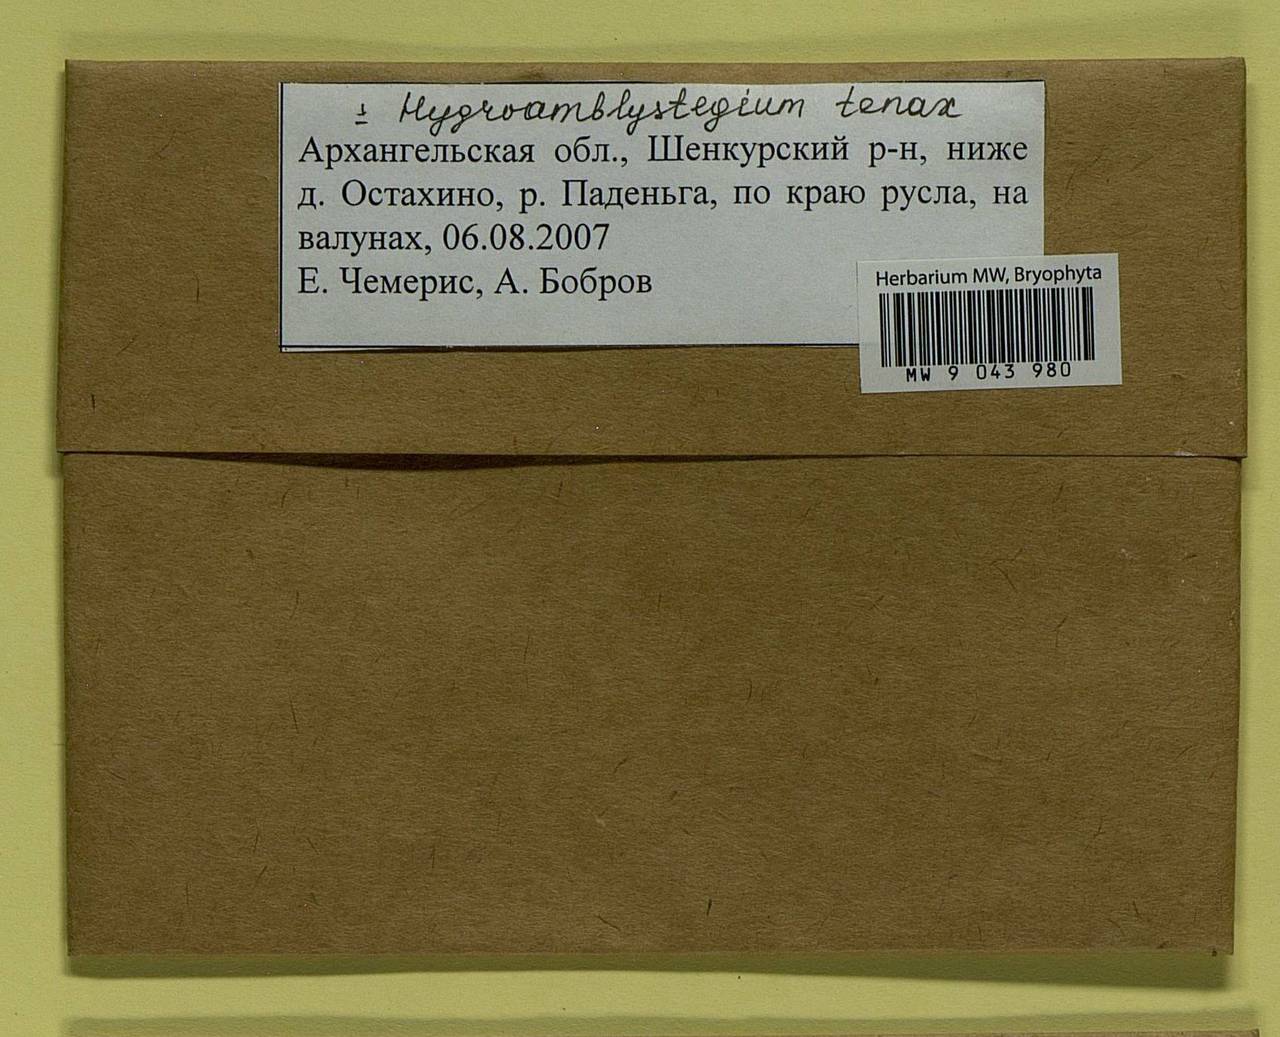 1 Hygroamblystegium tenax
Архангельская обл., Шенкурский р-н, ниже
д. Остахино, р. Паденьга, по краю русла, на
валунах, 06.08.2007
Е. Чемерис, А. Бобров
Herbarium MW, Bryophyta
MW 9 043 980